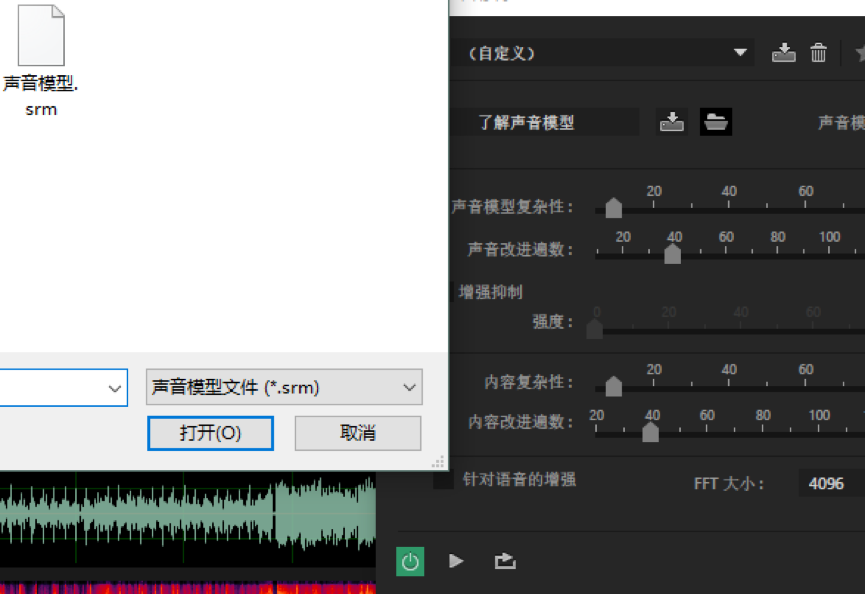 声音模型.
srm
(自定义)
了解声音模型
声音模
20 40 60
声音模型复杂性:
20 40 60 80 100
声音改进遍数:
增强抑制
0 20 40 60
强度:
20 40 60
内容复杂性:
20 40 60 80 100
内容改进遍数:
声音模型文件 (*.srm)
打开(O)
取消
针对语音的增强
FFT 大小:
4096